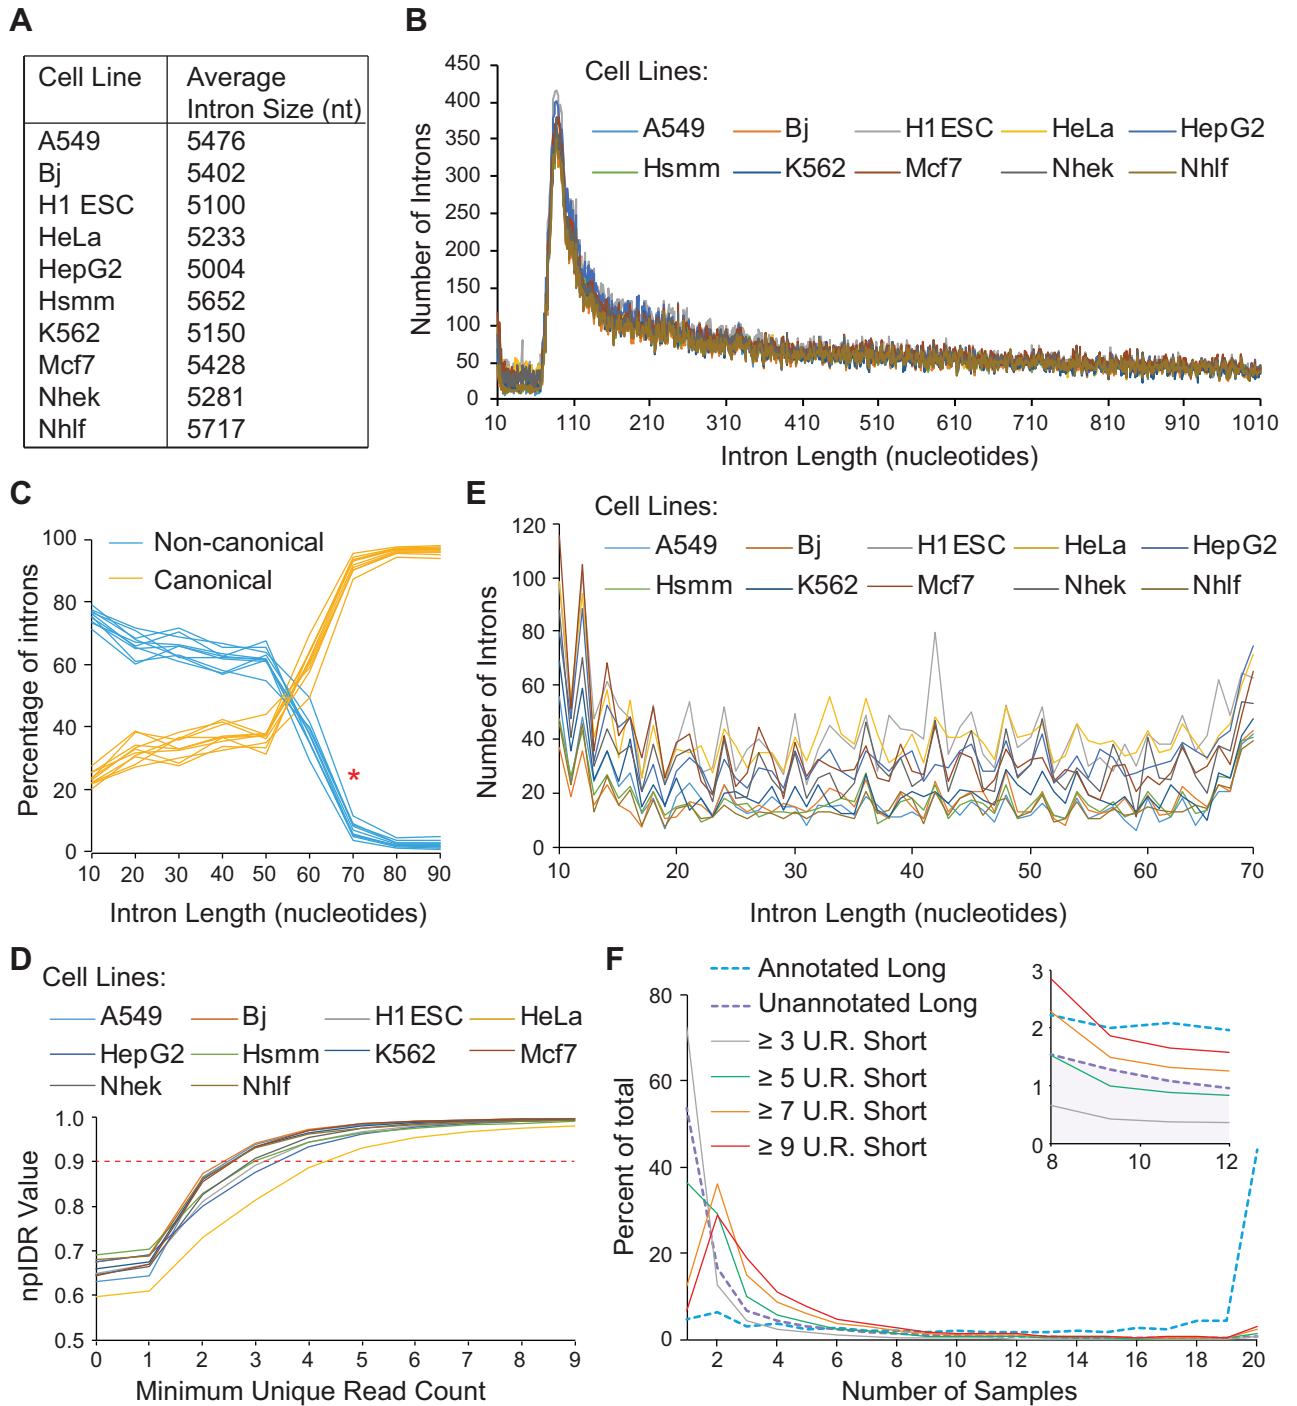 A
Cell Line Average
Intron Size (nt)
A549 5476
Bj 5402
H1 ESC 5100
HeLa 5233
HepG2 5004
Hsmm 5652
K562 5150
Mcf7 5428
Nhek 5281
Nhlf 5717
B
Cell Lines:
A549 Bj H1ESC HeLa HepG2
Hsmm K562 Mcf7 Nhek Nhlf
Number of Introns
450
400
350
300
250
200
150
100
50
0
10 110 210 310 410 510 610 710 810 910 1010
Intron Length (nucleotides)
C
Non-canonical
Canonical
Percentage of introns
100
80
60
40
20
0
*
10 20 30 40 50 60 70 80 90
Intron Length (nucleotides)
E
Cell Lines:
A549 Bj H1ESC HeLa HepG2
Hsmm K562 Mcf7 Nhek Nhlf
Number of Introns
120
100
80
60
40
20
0
10 20 30 40 50 60 70
Intron Length (nucleotides)
D
Cell Lines:
A549 Bj H1ESC HeLa
HepG2 Hsmm K562 Mcf7
Nhek Nhlf
npIDR Value
1.0
0.9
0.8
0.7
0.6
0.5
0 1 2 3 4 5 6 7 8 9
Minimum Unique Read Count
F
Annotated Long
Unannotated Long
≥ 3 U.R. Short
≥ 5 U.R. Short
≥ 7 U.R. Short
≥ 9 U.R. Short
Percent of total
80
60
40
20
0
2 4 6 8 10 12 14 16 18 20
Number of Samples
3
2
1
0
8 10 12